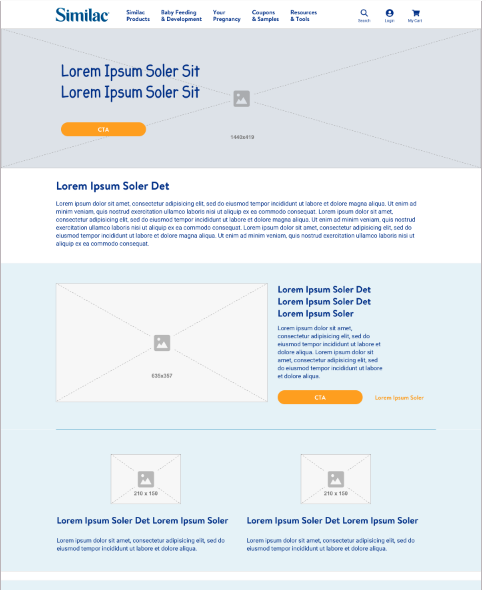 Similac
Similac Products
Baby Feeding & Development
Your Pregnancy
Coupons & Samples
Resources & Tools
Search
Login
My Cart
Lorem Ipsum Soler Sit
Lorem Ipsum Soler Sit
CTA
1440x419
Lorem Ipsum Soler Det
Lorem ipsum dolor sit amet, consectetur adipisicing elit, sed do eiusmod tempor incididunt ut labore et dolore magna aliqua. Ut enim ad
minim veniam, quis nostrud exercitation ullamco laboris nisi ut aliquip ex ea commodo consequat. Lorem ipsum dolor sit amet,
consectetur adipisicing elit, sed do eiusmod tempor incididunt ut labore et dolore magna aliqua. Ut enim ad minim veniam, quis nostrud
exercitation ullamco laboris nisi ut aliquip ex ea commodo consequat. Lorem ipsum dolor sit amet, consectetur adipisicing elit, sed do
eiusmod tempor incididunt ut labore et dolore magna aliqua. Ut enim ad minim veniam, quis nostrud exercitation ullamco laboris nisi ut
aliquip ex ea commodo consequat.
635x357
Lorem Ipsum Soler Det
Lorem Ipsum Soler Det
Lorem Ipsum Soler
Lorem ipsum dolor sit amet,
consectetur adipisicing elit, sed do
eiusmod tempor incididunt ut labore et
dolore magna aliqua. Lorem ipsum dolor sit
amet, consectetur adipisicing elit, sed do
eiusmod tempor incididunt ut labore et
dolore magna aliqua.
CTA
Lorem Ipsum Soler
210 x 150
210 x 150
Lorem Ipsum Soler Det Lorem Ipsum Soler
Lorem Ipsum Soler Det Lorem Ipsum Soler
Lorem ipsum dolor sit amet, consectetur adipisicing elit, sed do
eiusmod tempor incididunt ut labore et dolore magna aliqua.
Lorem ipsum dolor sit amet, consectetur adipisicing elit, sed do
eiusmod tempor incididunt ut labore et dolore magna aliqua.